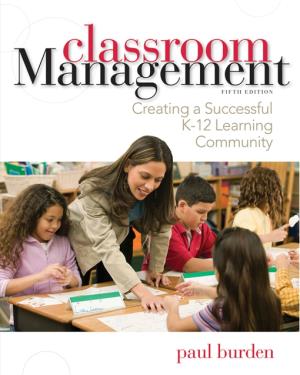 classroom
Management
FIFTH EDITION
Creating a Successful
K-12 Learning
Community
paul burden